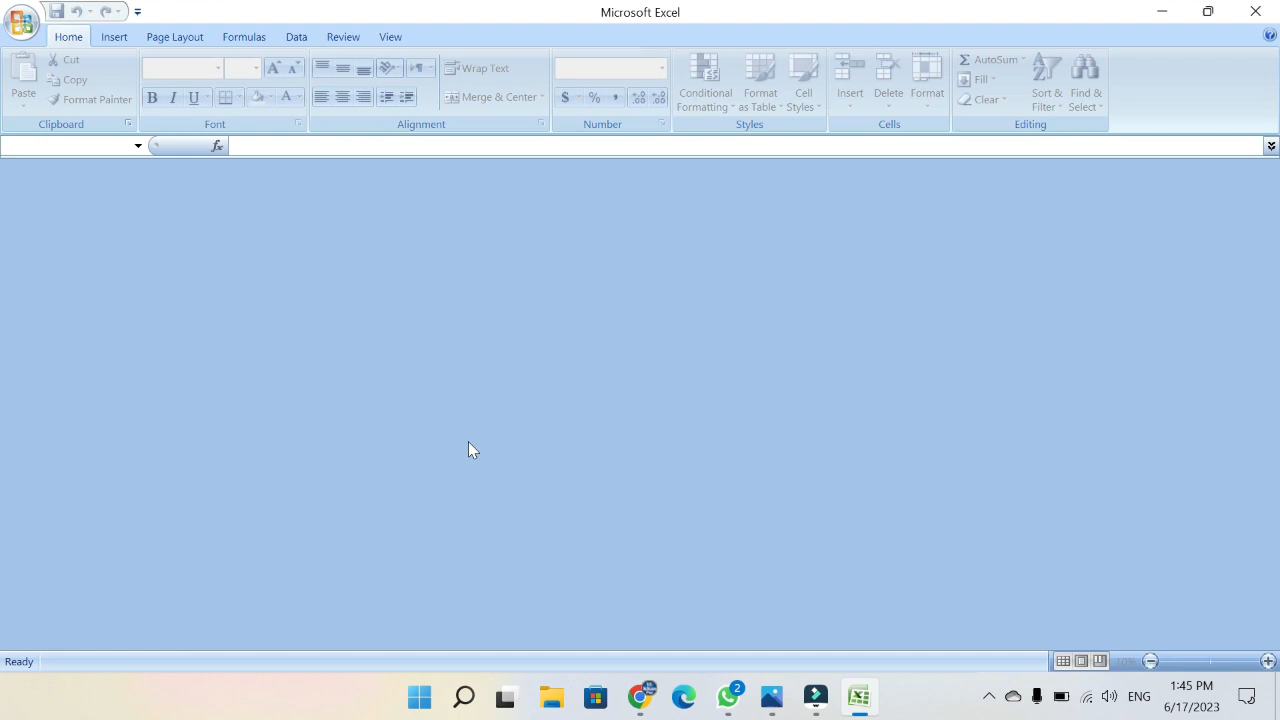 Microsoft Excel
Home Insert Page Layout Formulas Data Review View
Paste
Cut
Copy
Format Painter
Clipboard
B I U A
Font
Wrap Text
Merge & Center
Alignment
$ % ,
Number
Conditional Formatting
Format as Table
Cell Styles
Styles
Insert
Delete
Format
Cells
Σ AutoSum
Fill
Clear
Sort & Filter
Find & Select
Editing
fx
Ready
2
ENG
1:45 PM
6/17/2023